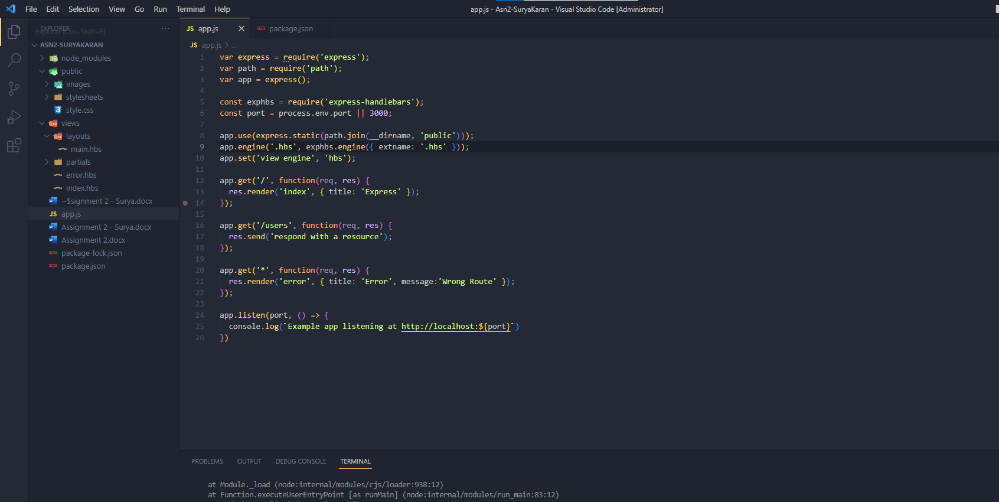 File Edit Selection View Go Run Terminal Help
app.js - Asn2-SuryaKaran - Visual Studio Code [Administrator]
EXPLORER
Explorer (Ctrl+Shift+E)
ASN2-SURYAKARAN
node_modules
public
images
stylesheets
style.css
views
layouts
main.hbs
partials
error.hbs
index.hbs
~$signment 2 - Surya.docx
app.js
Assignment 2 - Surya.docx
Assignment 2.docx
package-lock.json
package.json
JS app.js package.json
JS app.js > ...
1 var express = require('express');
2 var path = require('path');
3 var app = express();
4
5 const exphbs = require('express-handlebars');
6 const port = process.env.port || 3000;
7
8 app.use(express.static(path.join(__dirname, 'public')));
9 app.engine('.hbs', exphbs.engine({ extname: '.hbs' }));
10 app.set('view engine', 'hbs');
11
12 app.get('/', function(req, res) {
13 res.render('index', { title: 'Express' });
14 });
15
16 app.get('/users', function(req, res) {
17 res.send('respond with a resource');
18 });
19
20 app.get('*', function(req, res) {
21 res.render('error', { title: 'Error', message:'Wrong Route' });
22 });
23
24 app.listen(port, () => {
25 console.log(`Example app listening at http://localhost:${port}`)
26 })
PROBLEMS OUTPUT DEBUG CONSOLE TERMINAL
at Module._load (node:internal/modules/cjs/loader:938:12)
at Function.executeUserEntryPoint [as runMain] (node:internal/modules/run_main:83:12)